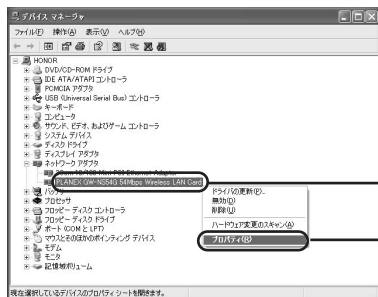 デバイス マネージャ
ファイル(F) 操作(A) 表示(V) ヘルプ(H)
HONOR
DVD/CD-ROM ドライブ
IDE ATA/ATAPI コントローラ
PCMCIA アダプタ
USB (Universal Serial Bus) コントローラ
キーボード
コンピュータ
サウンド、ビデオ、およびゲーム コントローラ
システム デバイス
ディスク ドライブ
ディスプレイ アダプタ
ネットワーク アダプタ
PLANEX GW-NS54G 54Mbps Wireless LAN Card
ドライバの更新(P)...
無効(D)
削除(U)
ハードウェア変更のスキャン(A)
プロパティ(R)
バッテリ
プロセッサ
フロッピー ディスク コントローラ
フロッピー ディスク ドライブ
ポート (COM と LPT)
マウスとそのほかのポインティング デバイス
モデム
モニタ
記憶域ボリューム
現在選択しているデバイスのプロパティ シートを開きます。